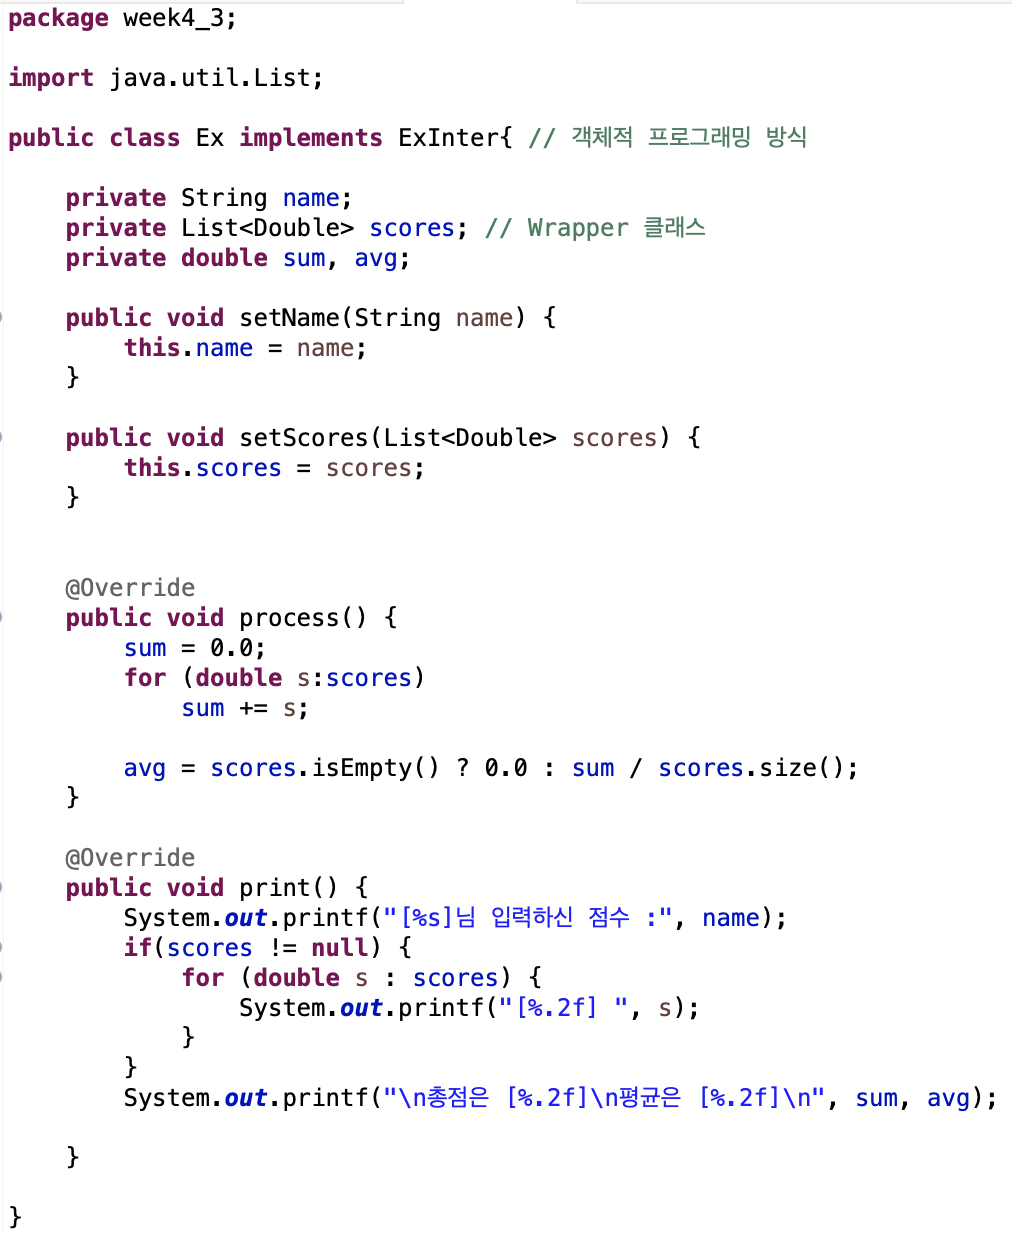 package week4_3;
import java.util.List;
public class Ex implements ExInter{ // 객체적 프로그래밍 방식
private String name;
private List<Double> scores; // Wrapper 클래스
private double sum, avg;
public void setName(String name) {
this.name = name;
}
public void setScores(List<Double> scores) {
this.scores = scores;
}
@Override
public void process() {
sum = 0.0;
for (double s:scores)
sum += s;
avg = scores.isEmpty() ? 0.0 : sum / scores.size();
}
@Override
public void print() {
System.out.printf("[%s]님 입력하신 점수 :", name);
if(scores != null) {
for (double s : scores) {
System.out.printf("[%.2f] ", s);
}
}
System.out.printf("\n총점은 [%.2f]\n평균은 [%.2f]\n", sum, avg);
}
}